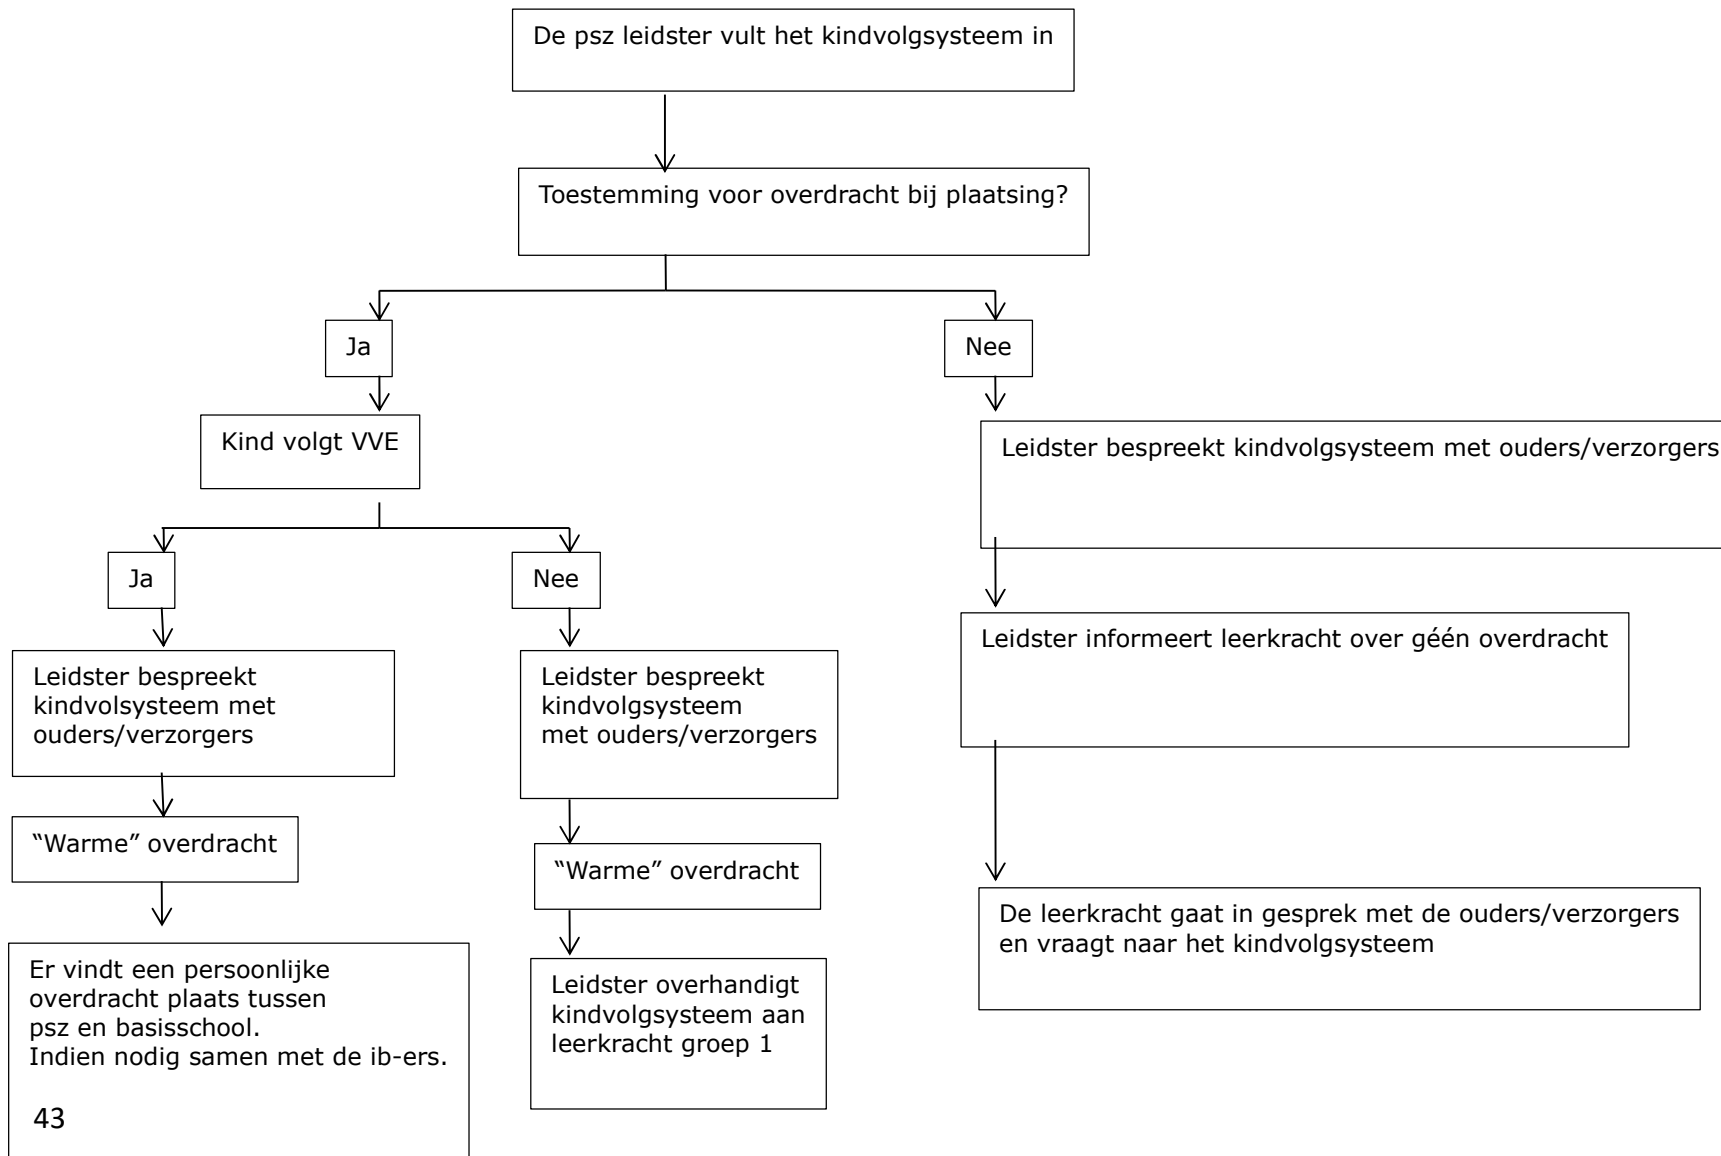 De psz leidster vult het kindvolgsysteem in
Toestemming voor overdracht bij plaatsing?
Ja
Nee
Kind volgt VVE
Leidster bespreekt kindvolgsysteem met ouders/verzorgers
Ja
Nee
Leidster informeert leerkracht over géén overdracht
Leidster bespreekt
kindvolsysteem met
ouders/verzorgers
Leidster bespreekt
kindvolgsysteem
met ouders/verzorgers
“Warme” overdracht
“Warme” overdracht
De leerkracht gaat in gesprek met de ouders/verzorgers
en vraagt naar het kindvolgsysteem
Er vindt een persoonlijke
overdracht plaats tussen
psz en basisschool.
Indien nodig samen met de ib-ers.
Leidster overhandigt
kindvolgsysteem aan
leerkracht groep 1
43